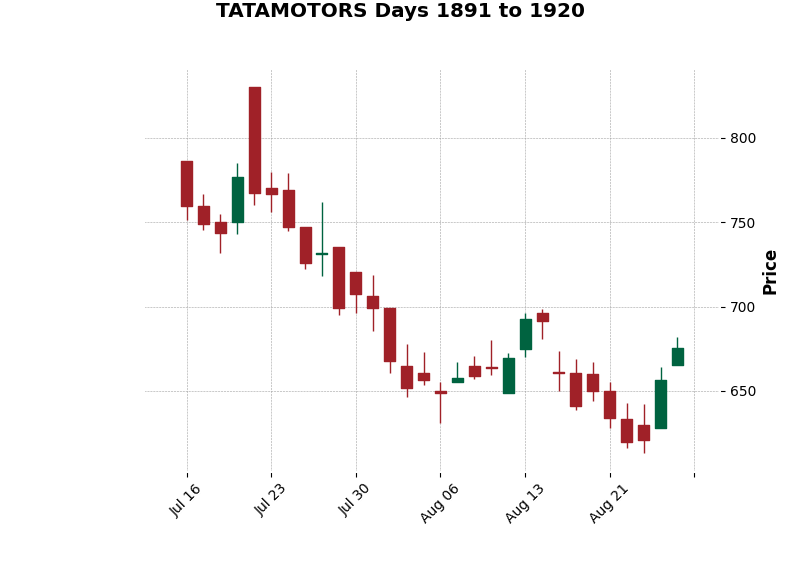 TATAMOTORS Days 1891 to 1920
800
750
700
650
Price
Jul 16
Jul 23
Jul 30
Aug 06
Aug 13
Aug 21